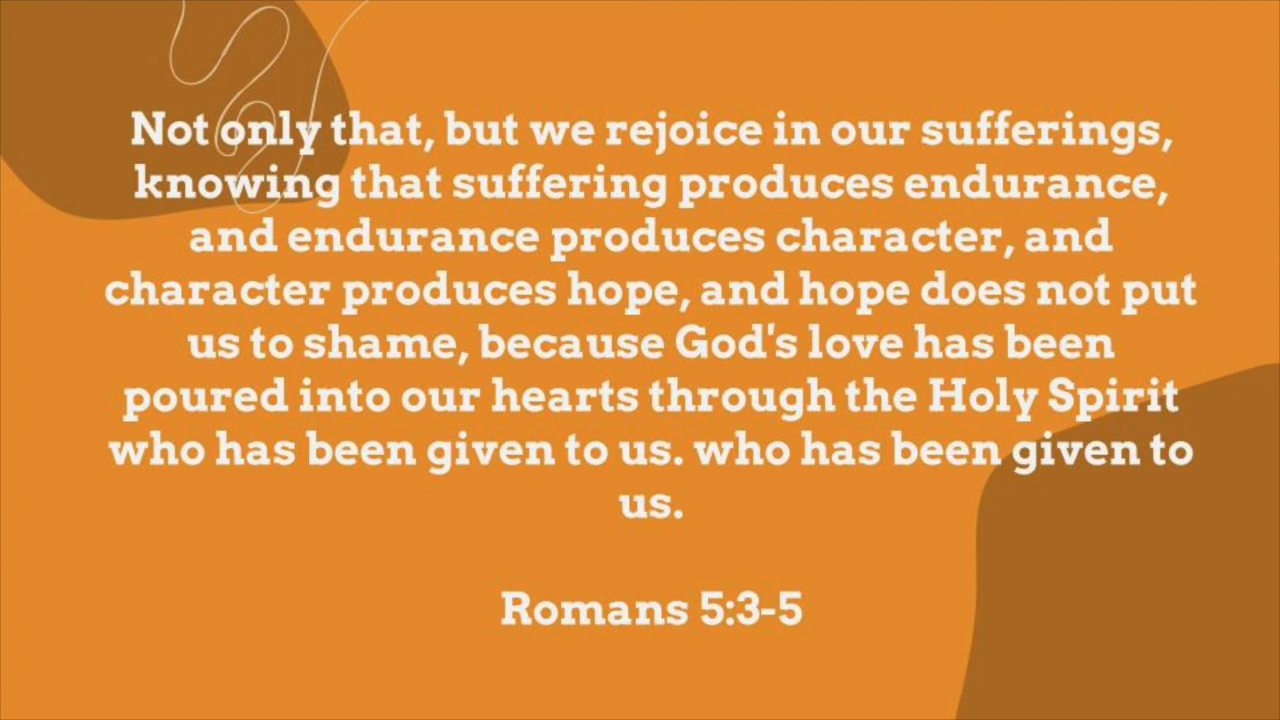 Not only that, but we rejoice in our sufferings,
knowing that suffering produces endurance,
and endurance produces character, and
character produces hope, and hope does not put
us to shame, because God's love has been
poured into our hearts through the Holy Spirit
who has been given to us. who has been given to
us.
Romans 5:3-5